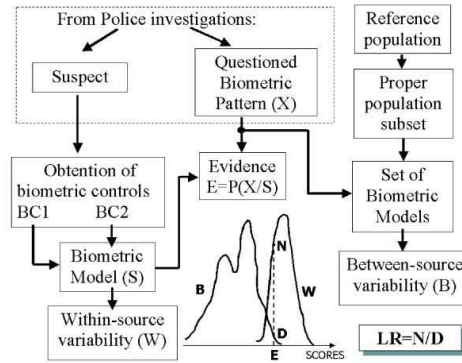 From Police investigations:
Suspect
Questioned
Biometric
Pattern (X)
Reference
population
Proper
population
subset
Obtention of
biometric controls
BC1 BC2
Evidence
E=P(X/S)
Set of
Biometric
Models
Biometric
Model (S)
Within-source
variability (W)
Between-source
variability (B)
N
B
W
D
E
SCORES
LR=N/D